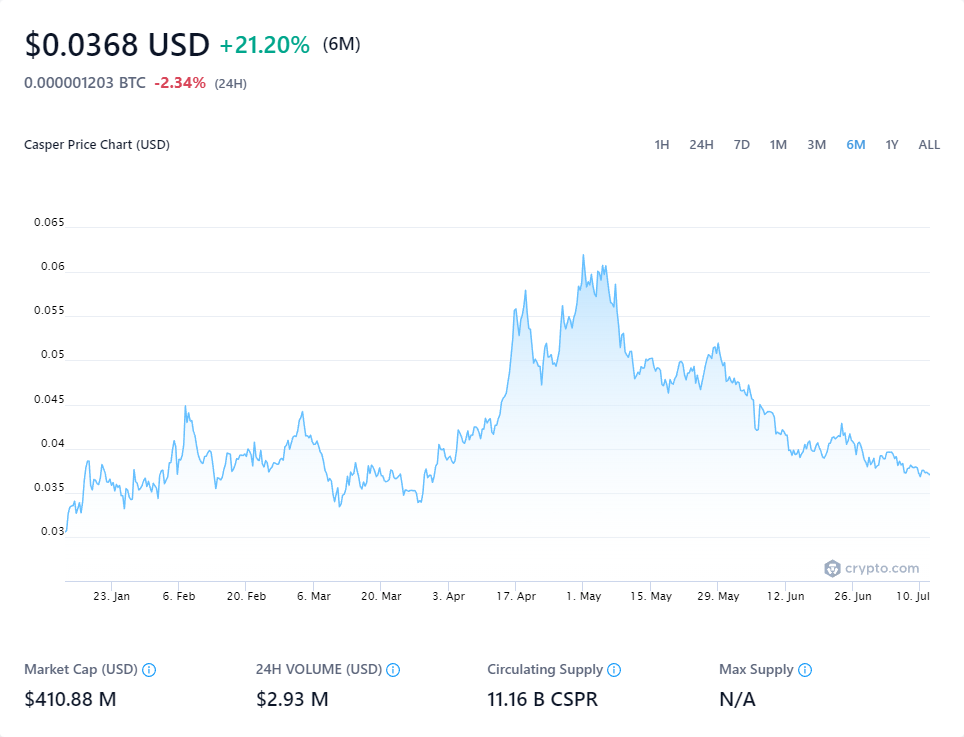 $0.0368 USD +21.20% (6M)
0.000001203 BTC -2.34% (24H)
Casper Price Chart (USD) 1H 24H 7D 1M 3M 6M 1Y ALL
0.065
0.06
0.055
0.05
0.045
0.04
0.035
0.03
crypto.com
23. Jan 6. Feb 20. Feb 6. Mar 20. Mar 3. Apr 17. Apr 1. May 15. May 29. May 12. Jun 26. Jun 10. Jul
Market Cap (USD) 24H VOLUME (USD) Circulating Supply Max Supply
$410.88 M $2.93 M 11.16 B CSPR N/A